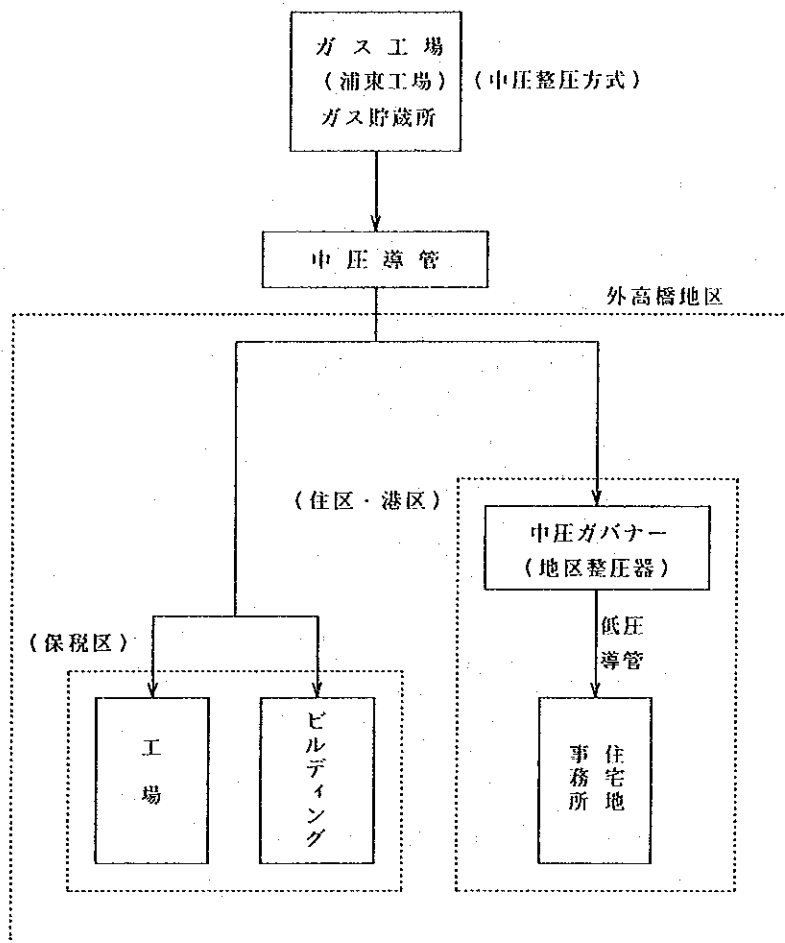 ガス工場
(浦東工場)
ガス貯蔵所
(中圧整圧方式)
中圧導管
外高橋地区
(住区・港区)
中圧ガバナー
(地区整圧器)
低圧
導管
(保税区)
工場
ビルディング
住宅地
事務所